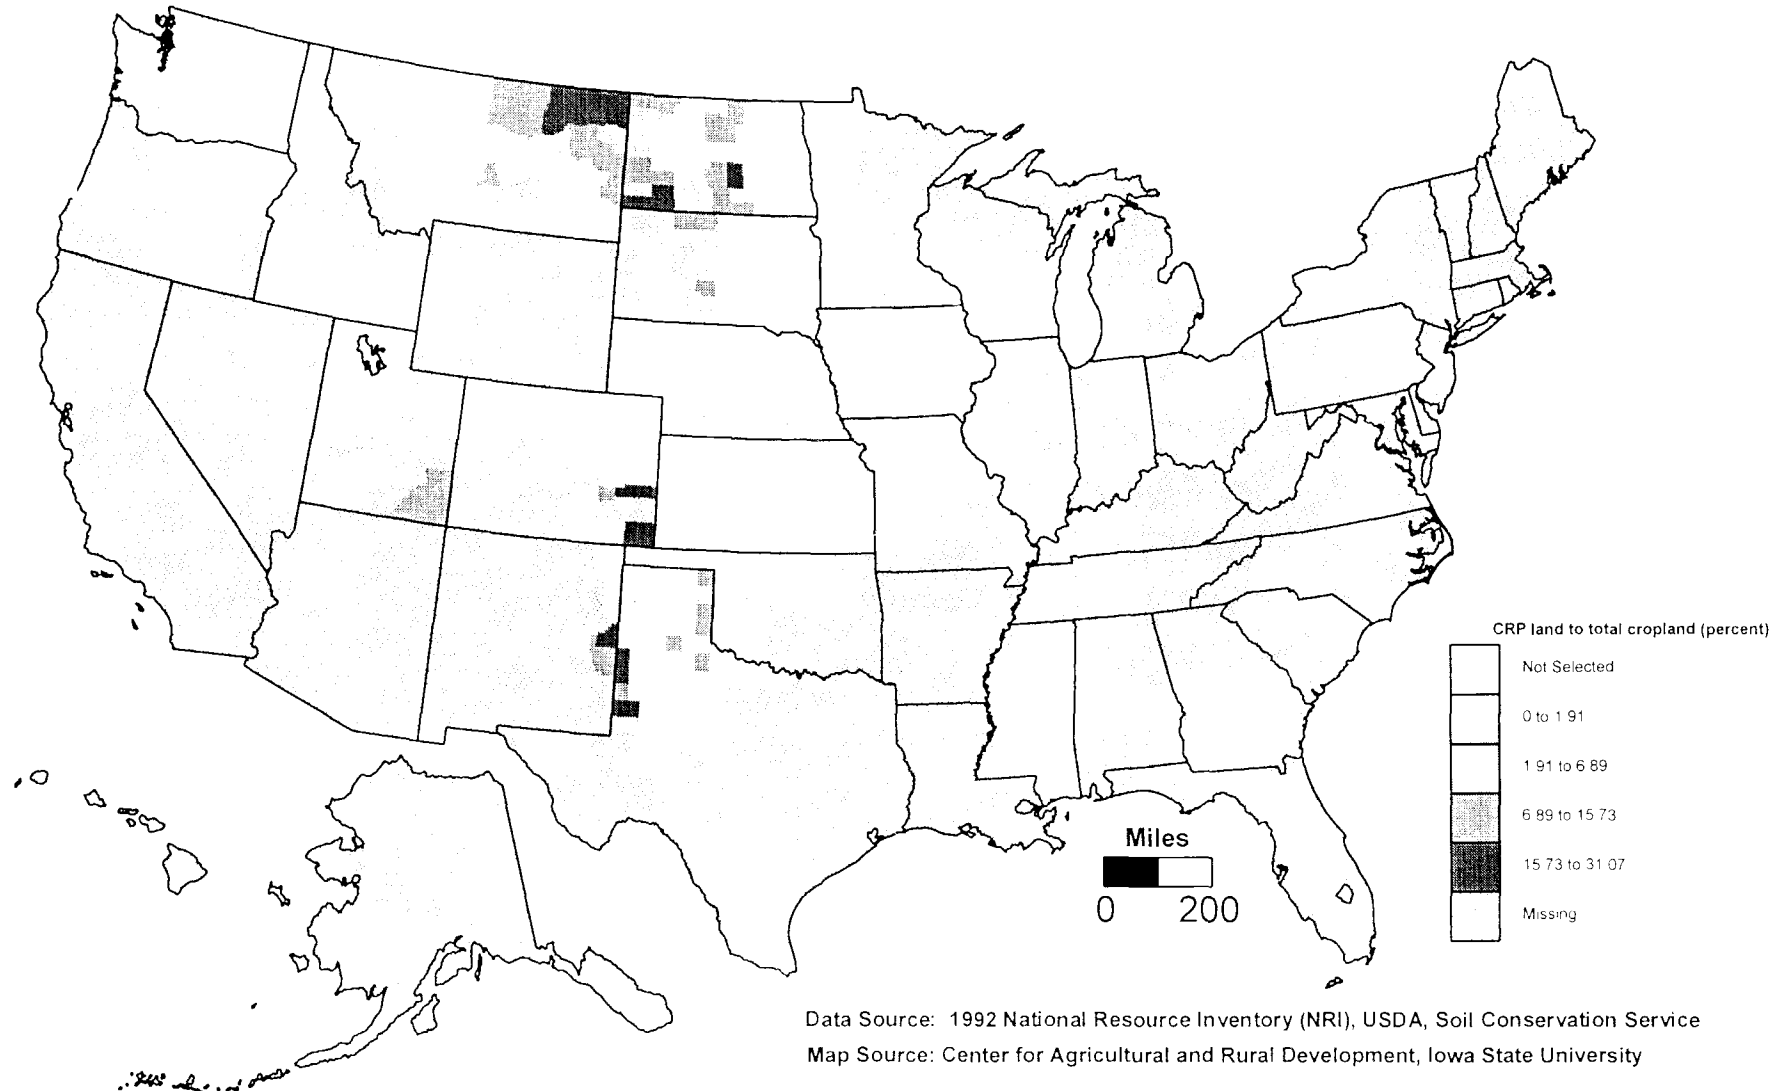 CRP land to total cropland (percent)
Not Selected
0 to 1 91
1 91 to 6 89
6 89 to 15 73
15 73 to 31 07
Missing
Miles
0 200
Data Source: 1992 National Resource Inventory (NRI), USDA, Soil Conservation Service
Map Source: Center for Agricultural and Rural Development, Iowa State University